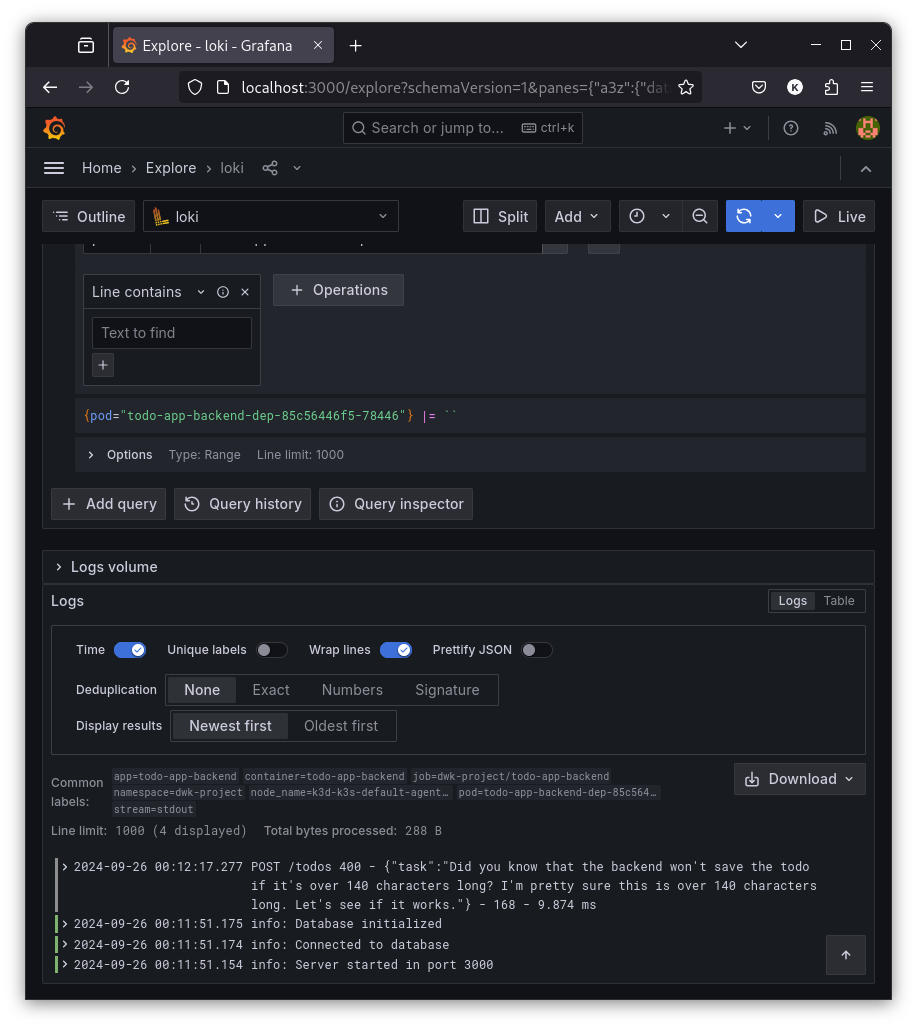 Explore - loki - Grafana
localhost:3000/explore?schemaVersion=1&panes={"a3z":{"dat
K
Search or jump to... ctrl+k
Home › Explore › loki
Outline loki Split Add Live
Line contains Operations
Text to find
{pod="todo-app-backend-dep-85c56446f5-78446"} |= ``
Options Type: Range Line limit: 1000
Add query Query history Query inspector
Logs volume
Logs Logs Table
Time Unique labels Wrap lines Prettify JSON
Deduplication None Exact Numbers Signature
Display results Newest first Oldest first
Common labels: app=todo-app-backend container=todo-app-backend job=dwk-project/todo-app-backend
namespace=dwk-project node_name=k3d-k3s-default-agent… pod=todo-app-backend-dep-85c564…
stream=stdout
Download
Line limit: 1000 (4 displayed) Total bytes processed: 288 B
2024-09-26 00:12:17.277 POST /todos 400 - {"task":"Did you know that the backend won't save the todo
if it's over 140 characters long? I'm pretty sure this is over 140 characters
long. Let's see if it works."} - 168 - 9.874 ms
2024-09-26 00:11:51.175 info: Database initialized
2024-09-26 00:11:51.174 info: Connected to database
2024-09-26 00:11:51.154 info: Server started in port 3000